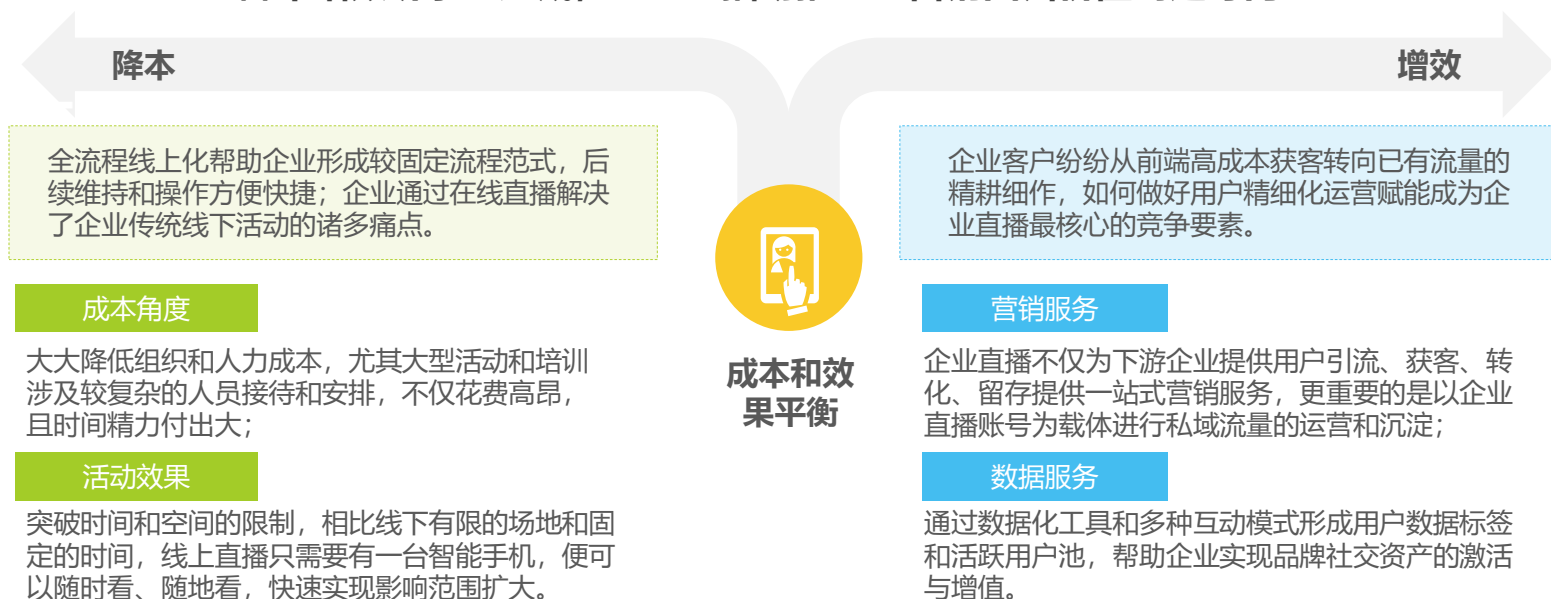 降本
增效
全流程线上化帮助企业形成较固定流程范式，后
续维持和操作方便快捷；企业通过在线直播解决
了企业传统线下活动的诸多痛点。
企业客户纷纷从前端高成本获客转向已有流量的
精耕细作，如何做好用户精细化运营赋能成为企
业直播最核心的竞争要素。
成本角度
大大降低组织和人力成本，尤其大型活动和培训
涉及较复杂的人员接待和安排，不仅花费高昂，
且时间精力付出大；
活动效果
突破时间和空间的限制，相比线下有限的场地和固
定的时间，线上直播只需要有一台智能手机，便可
以随时看、随地看，快速实现影响范围扩大。
成本和效
果平衡
营销服务
企业直播不仅为下游企业提供用户引流、获客、转
化、留存提供一站式营销服务，更重要的是以企业
直播账号为载体进行私域流量的运营和沉淀；
数据服务
通过数据化工具和多种互动模式形成用户数据标签
和活跃用户池，帮助企业实现品牌社交资产的激活
与增值。